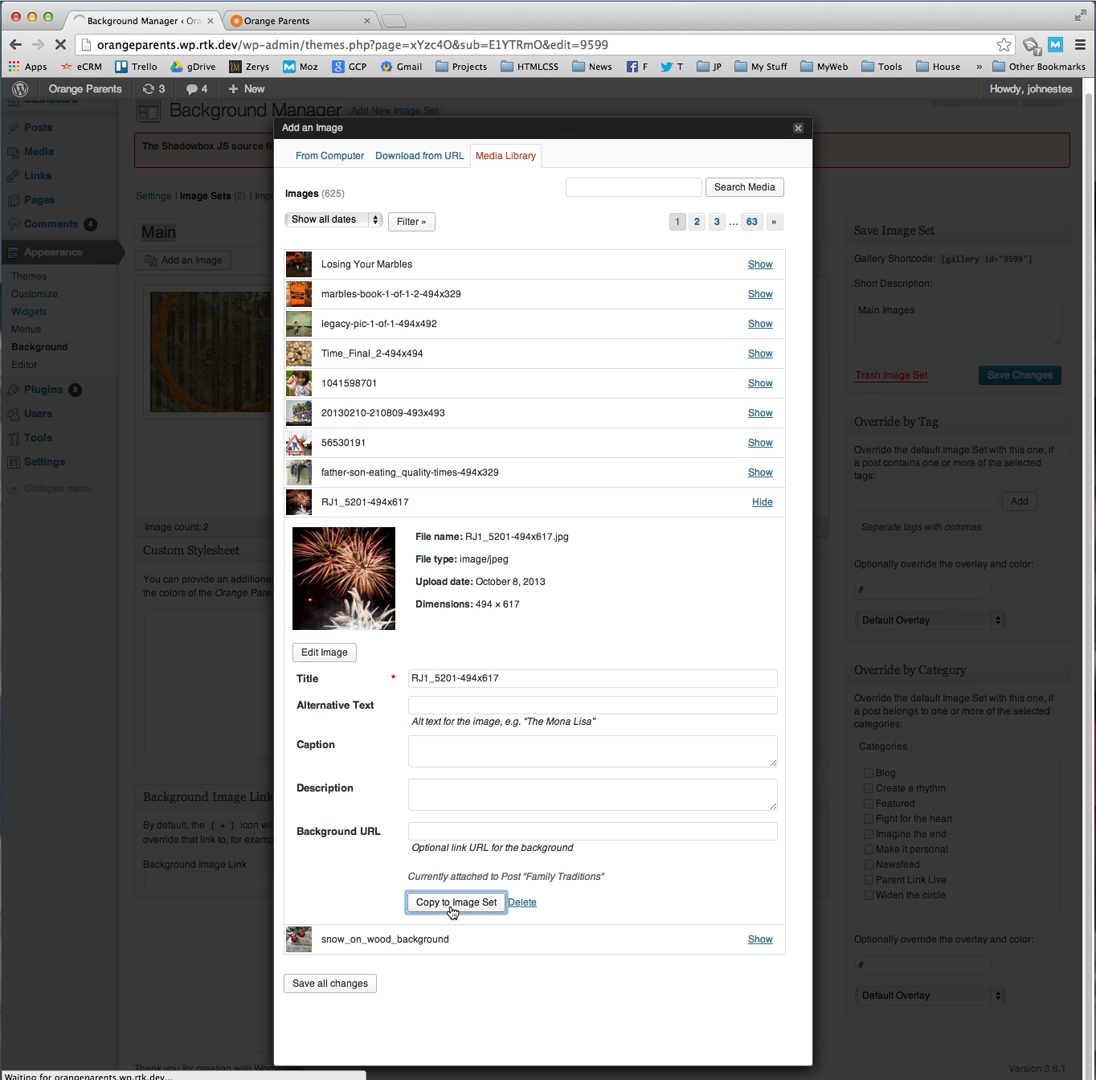 Background Manager ‹ Ora
Orange Parents
orangeparents.wp.rtk.dev/wp-admin/themes.php?page=xYzc4O&sub=E1YTRmO&edit=9599
Apps eCRM Trello gDrive Zerys Moz GCP Gmail Projects HTMLCSS News F T JP My Stuff MyWeb Tools House » Other Bookmarks
Orange Parents 3 4 + New Howdy, johnestes
Dashboard
Posts
Media
Links
Pages
Comments 4
Appearance
Themes
Customize
Widgets
Menus
Background
Editor
Plugins 9
Users
Tools
Settings
Collapse menu
Background Manager Add New Image Set
The Shadowbox JS source fi
Settings | Image Sets (2) | Imp
Main
Add an Image
Image count: 2
Custom Stylesheet
You can provide an additiona
the colors of the Orange Pare
Background Image Link
By default, the [ + ] icon wi
override that link to, for examp
Background Image Link
Add an Image
From Computer Download from URL Media Library
Images (625)
Search Media
Show all dates Filter »
1 2 3 … 63 »
Losing Your Marbles Show
marbles-book-1-of-1-2-494x329 Show
legacy-pic-1-of-1-494x492 Show
Time_Final_2-494x494 Show
1041598701 Show
20130210-210809-493x493 Show
56530191 Show
father-son-eating_quality-times-494x329 Show
RJ1_5201-494x617 Hide
File name: RJ1_5201-494x617.jpg
File type: image/jpeg
Upload date: October 8, 2013
Dimensions: 494 × 617
Edit Image
Title * RJ1_5201-494x617
Alternative Text
Alt text for the image, e.g. “The Mona Lisa”
Caption
Description
Background URL
Optional link URL for the background
Currently attached to Post "Family Traditions"
Copy to Image Set Delete
snow_on_wood_background Show
Save all changes
Save Image Set
Gallery Shortcode: [gallery id="9599"]
Short Description:
Main Images
Trash Image Set Save Changes
Override by Tag
Override the default Image Set with this one, if
a post contains one or more of the selected
tags:
Add
Separate tags with commas
Optionally override the overlay and color:
#
Default Overlay
Override by Category
Override the default Image Set with this one, if a
post belongs to one or more of the selected
categories:
Categories
Blog
Create a rhythm
Featured
Fight for the heart
Imagine the end
Make it personal
Newsfeed
Parent Link Live
Widen the circle
Optionally override the overlay and color:
#
Default Overlay
Thank you for creating with Wor
Version 3.6.1
Waiting for orangeparents.wp.rtk.dev...